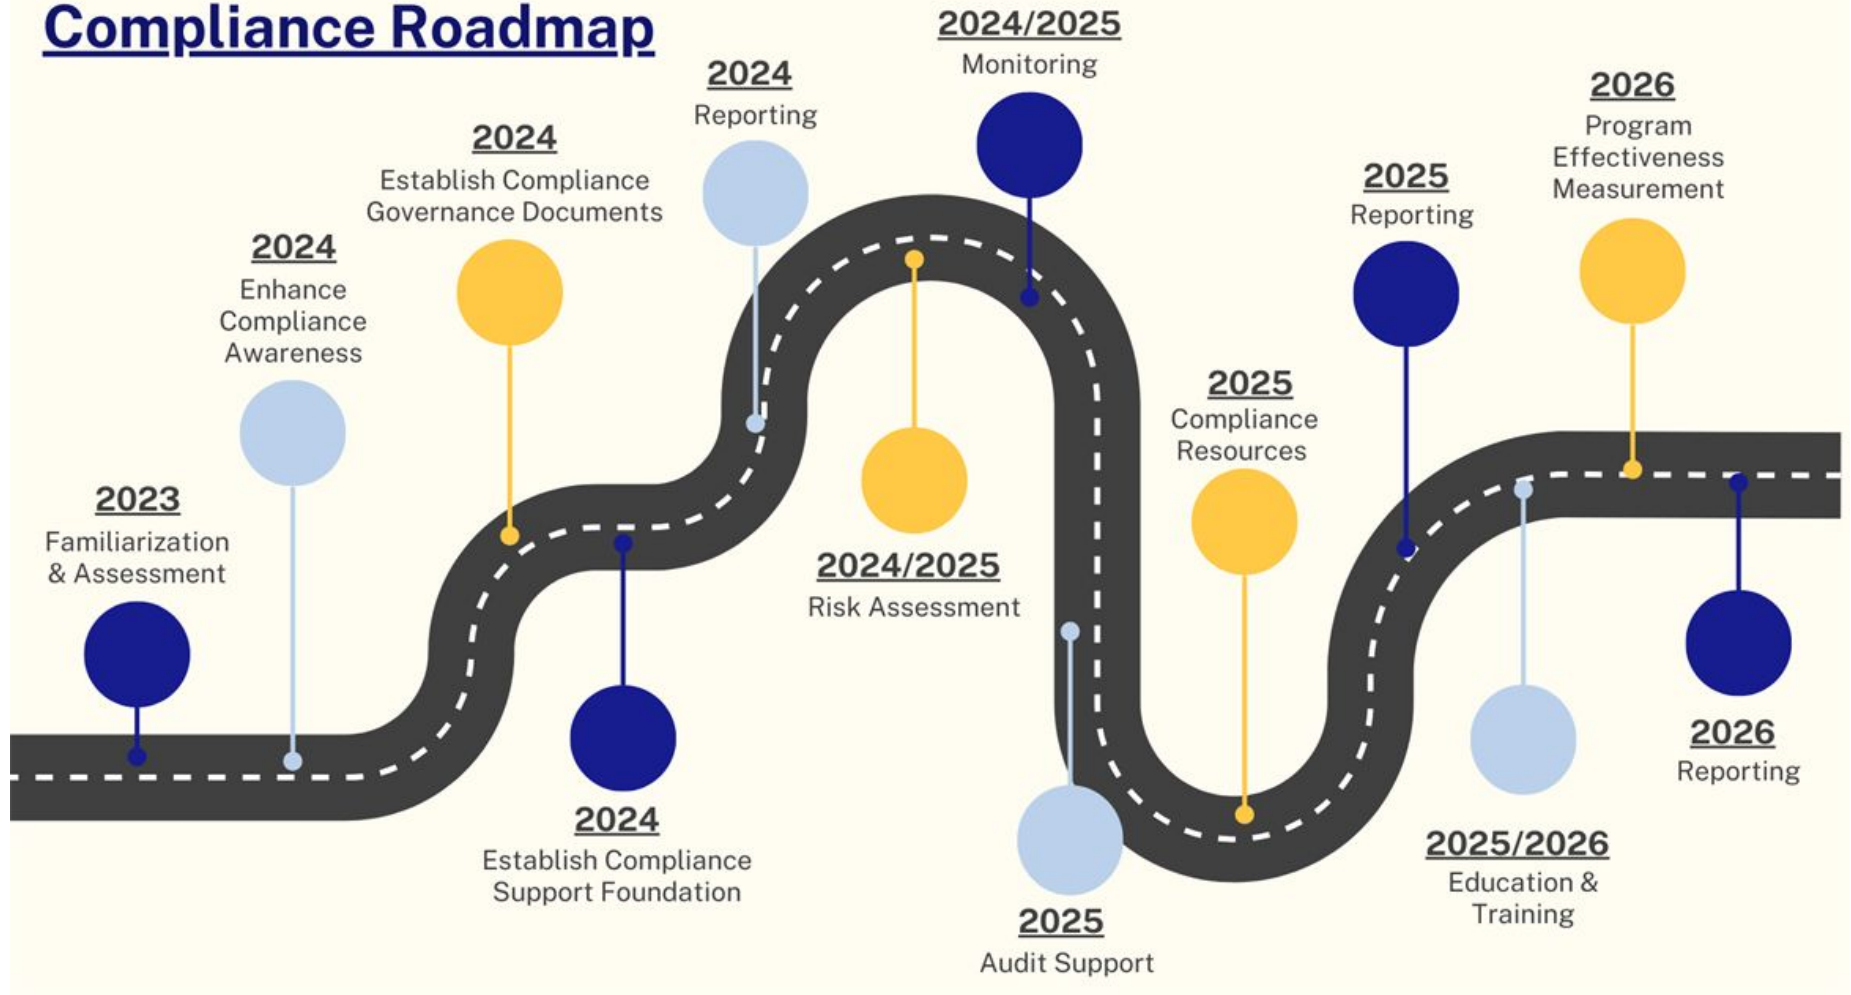 Compliance Roadmap
2023
Familiarization
& Assessment
2024
Enhance
Compliance
Awareness
2024
Establish Compliance
Governance Documents
2024
Establish Compliance
Support Foundation
2024
Reporting
2024/2025
Risk Assessment
2024/2025
Monitoring
2025
Audit Support
2025
Compliance
Resources
2025
Reporting
2025/2026
Education &
Training
2026
Program
Effectiveness
Measurement
2026
Reporting